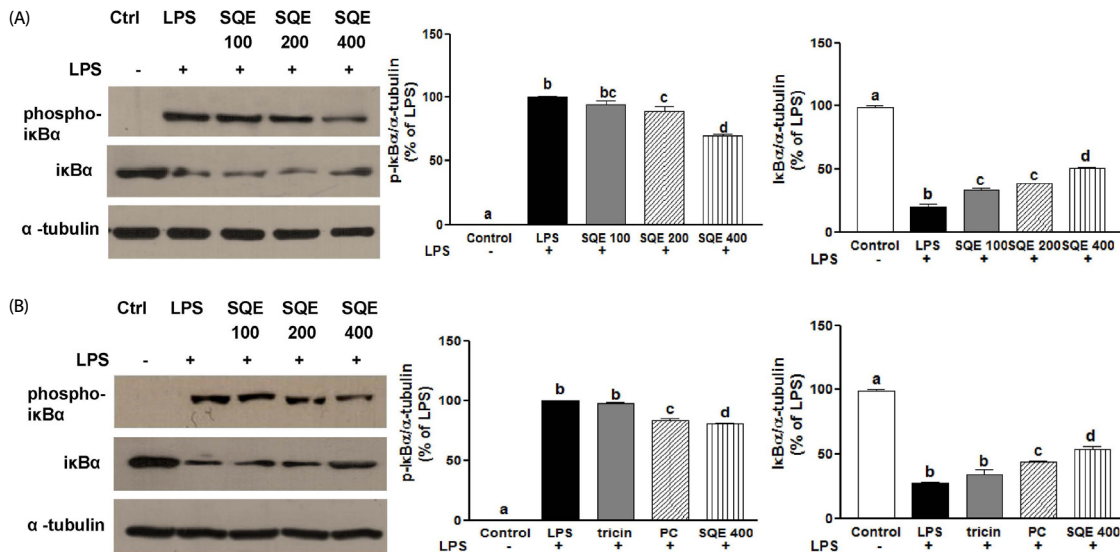 (A)
Ctrl LPS SQE SQE SQE
100 200 400
LPS - + + + +
phospho-
iκBα
iκBα
α -tubulin
p-IκBα/α-tubulin
(% of LPS)
150
100
50
0
a b bc c d
Control LPS SQE 100 SQE 200 SQE 400
LPS - + + + +
IκBα/α-tubulin
(% of LPS)
150
100
50
0
a b c c d
Control LPS SQE 100 SQE 200 SQE 400
LPS - + + + +
(B)
Ctrl LPS SQE SQE SQE
100 200 400
LPS - + + + +
phospho-
iκBα
iκBα
α -tubulin
p-IκBα/α-tubulin
(% of LPS)
150
100
50
0
a b b c d
Control LPS tricin PC SQE 400
LPS - + + + +
IκBα/α-tubulin
(% of LPS)
150
100
50
0
a b b c d
Control LPS tricin PC SQE 400
LPS - + + + +